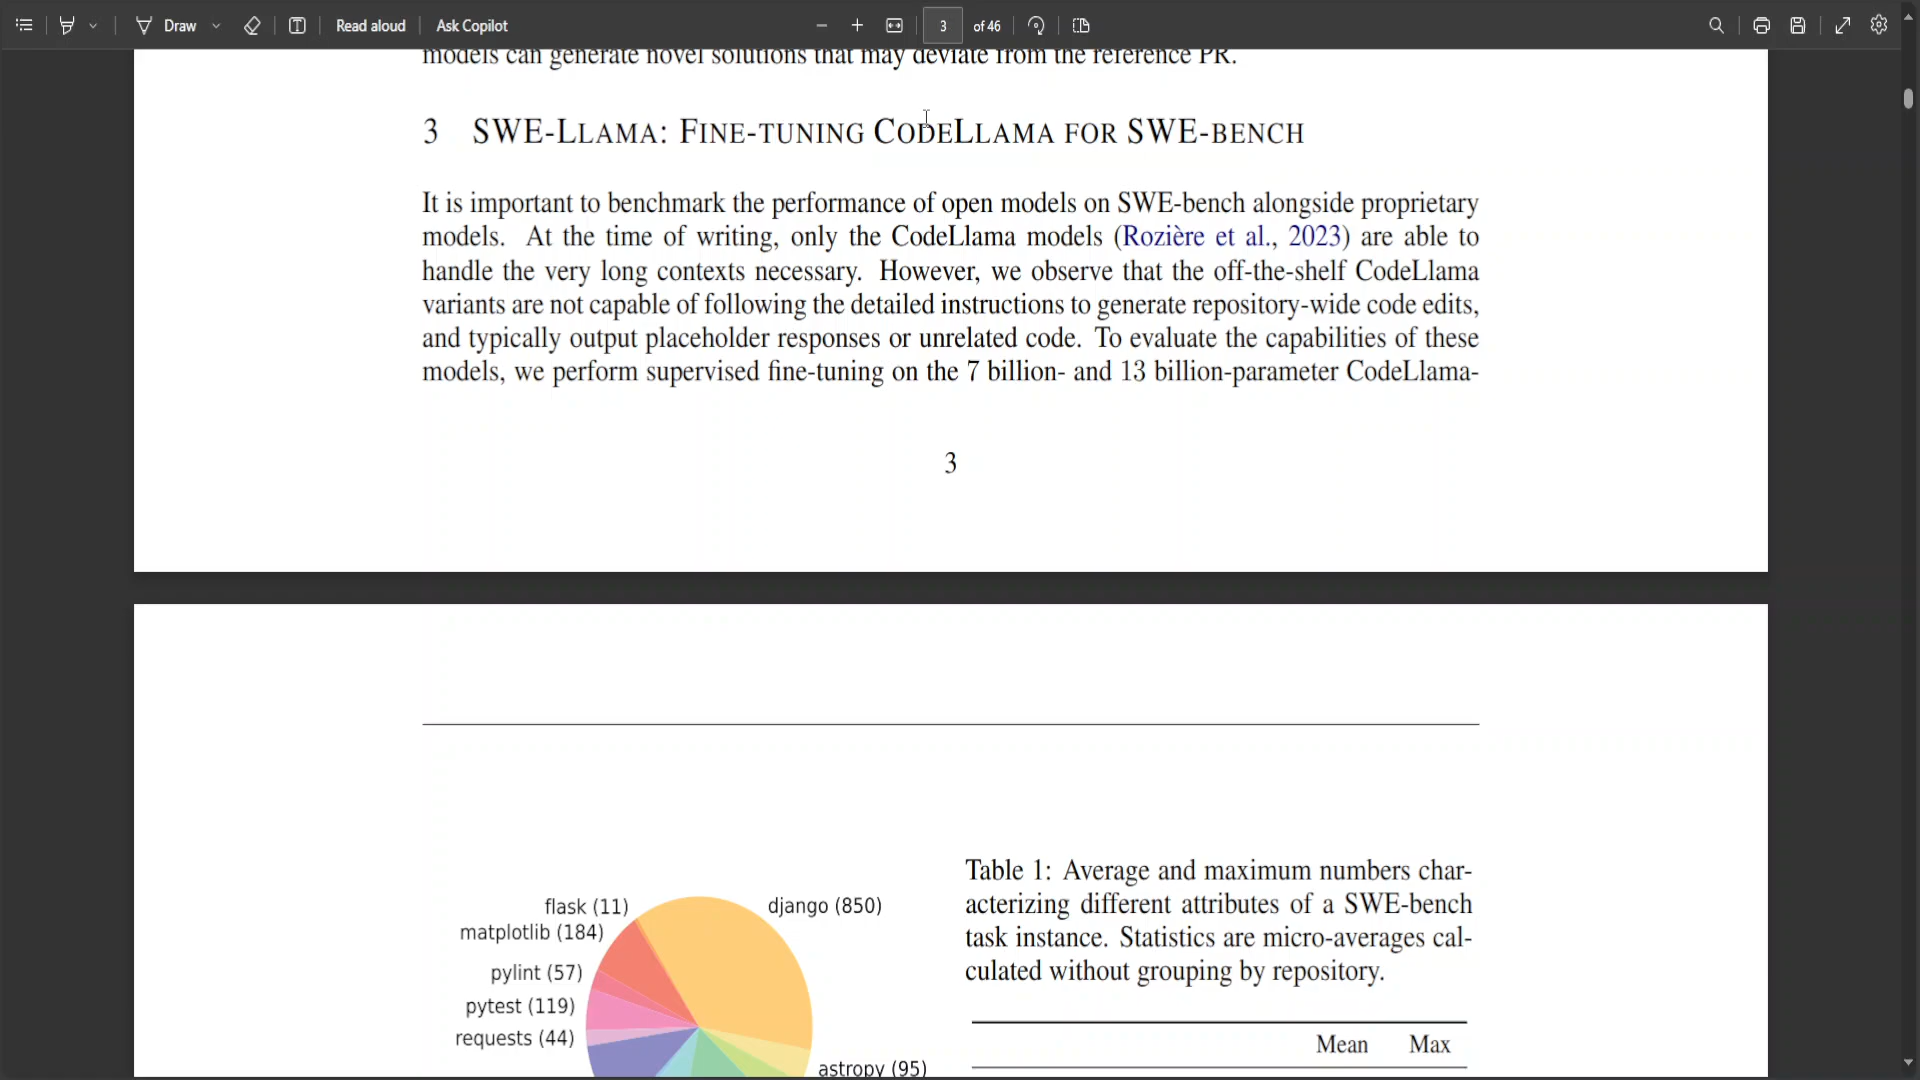 Draw
Read aloud
Ask Copilot
3
of 46
models can generate novel solutions that may deviate from the reference PR.
3 SWE-LLAMA: FINE-TUNING CODELLAMA FOR SWE-BENCH
It is important to benchmark the performance of open models on SWE-bench alongside proprietary
models. At the time of writing, only the CodeLlama models (Rozière et al., 2023) are able to
handle the very long contexts necessary. However, we observe that the off-the-shelf CodeLlama
variants are not capable of following the detailed instructions to generate repository-wide code edits,
and typically output placeholder responses or unrelated code. To evaluate the capabilities of these
models, we perform supervised fine-tuning on the 7 billion- and 13 billion-parameter CodeLlama-
3
flask (11)
django (850)
matplotlib (184)
pylint (57)
pytest (119)
requests (44)
astropy (95)
Table 1: Average and maximum numbers char-
acterizing different attributes of a SWE-bench
task instance. Statistics are micro-averages cal-
culated without grouping by repository.
Mean Max